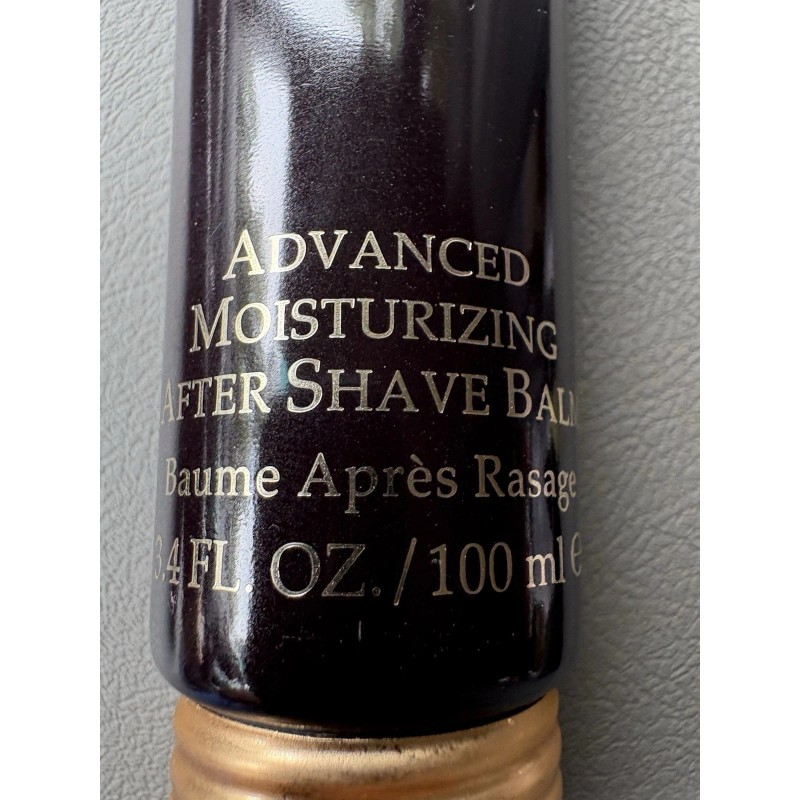 ADVANCED
MOISTURIZING
AFTER SHAVE BALM
Baume Après Rasage
3.4 FL. OZ. / 100 ml ℮